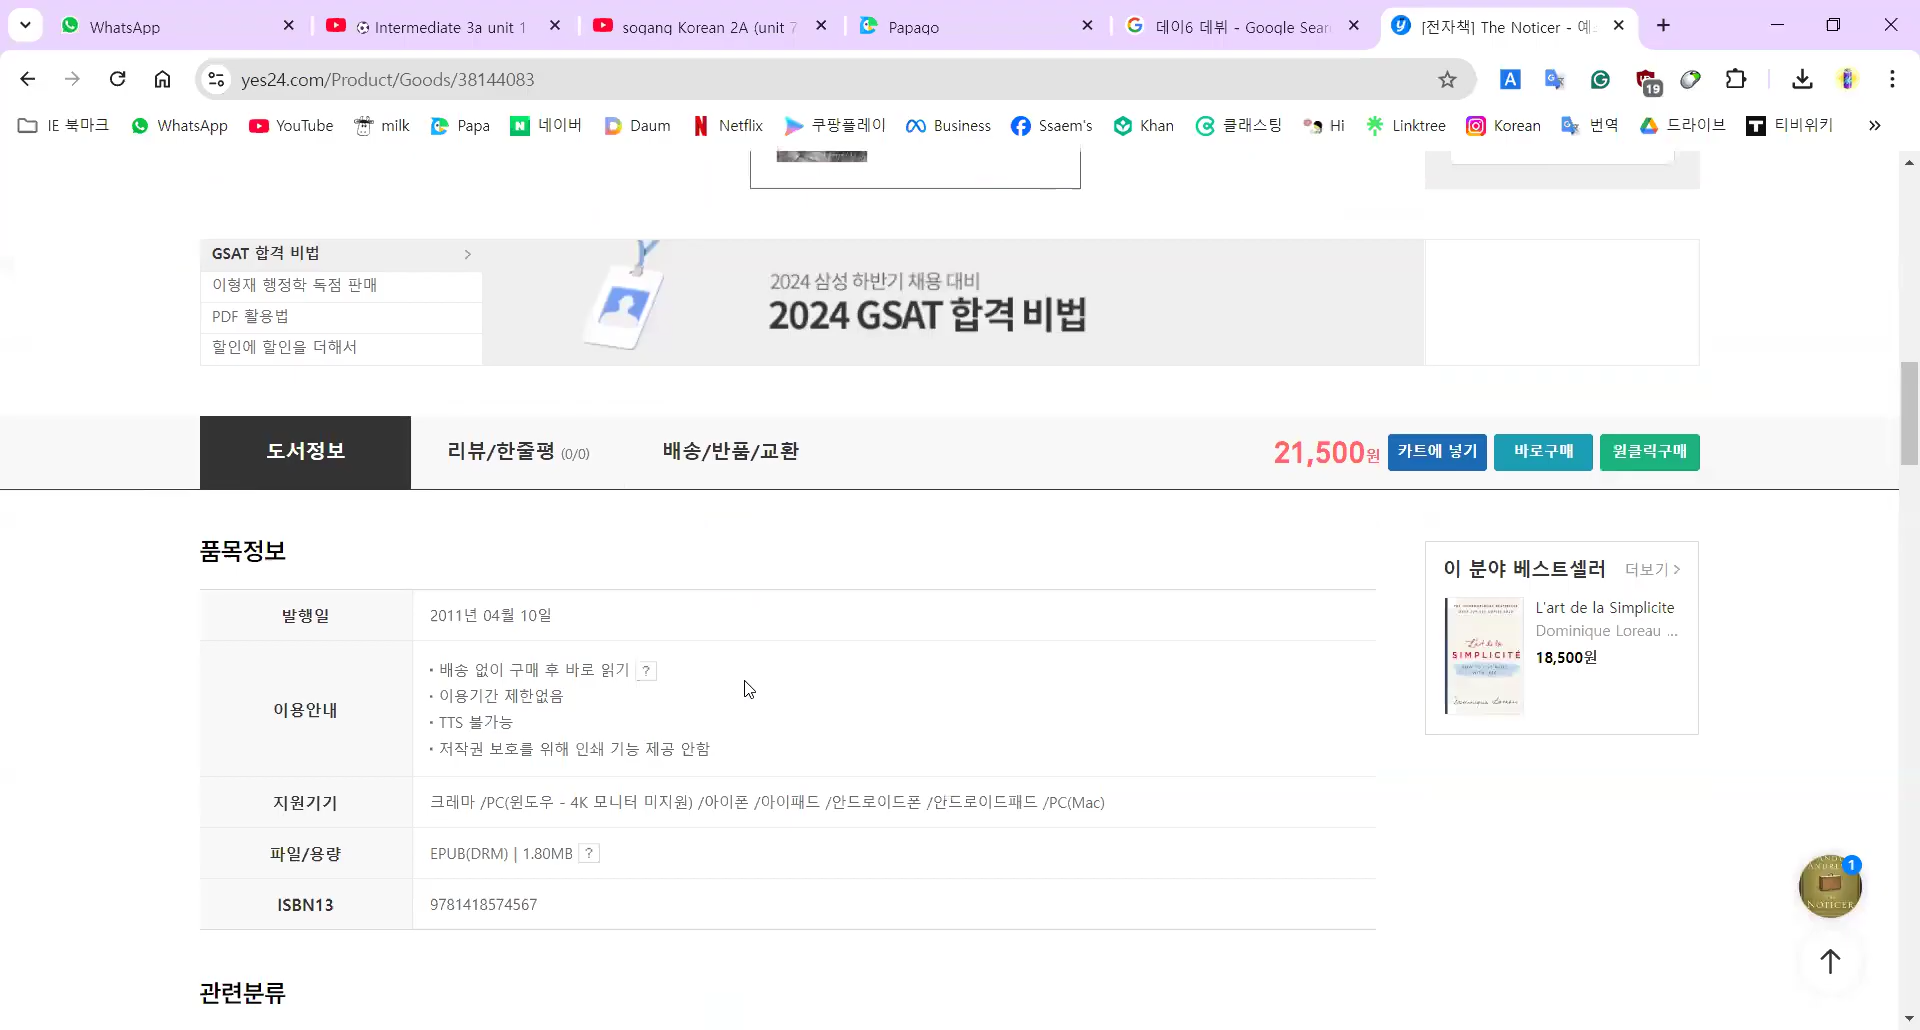 WhatsApp
Intermediate 3a unit 1
sogang Korean 2A (unit 7
Papago
데이6 데뷔 - Google Sear
[전자책] The Noticer - 예
yes24.com/Product/Goods/38144083
19
IE 북마크
WhatsApp
YouTube
milk
Papa
네이버
Daum
Netflix
쿠팡플레이
Business
Ssaem's
Khan
클래스팅
Hi
Linktree
Korean
번역
드라이브
티비위키
GSAT 합격 비법
이형재 행정학 독점 판매
PDF 활용법
할인에 할인을 더해서
2024 삼성 하반기 채용 대비
2024 GSAT 합격 비법
도서정보
리뷰/한줄평 (0/0)
배송/반품/교환
21,500원
카트에 넣기
바로구매
원클릭구매
품목정보
발행일
2011년 04월 10일
이용안내
· 배송 없이 구매 후 바로 읽기 ?
· 이용기간 제한없음
· TTS 불가능
· 저작권 보호를 위해 인쇄 기능 제공 안함
지원기기
크레마 /PC(윈도우 - 4K 모니터 미지원) /아이폰 /아이패드 /안드로이드폰 /안드로이드패드 /PC(Mac)
파일/용량
EPUB(DRM) | 1.80MB ?
ISBN13
9781418574567
관련분류
이 분야 베스트셀러
더보기 >
L'art de la Simplicite
Dominique Loreau ...
18,500원
L'art de la
SIMPLICITÉ
1
NOTICER